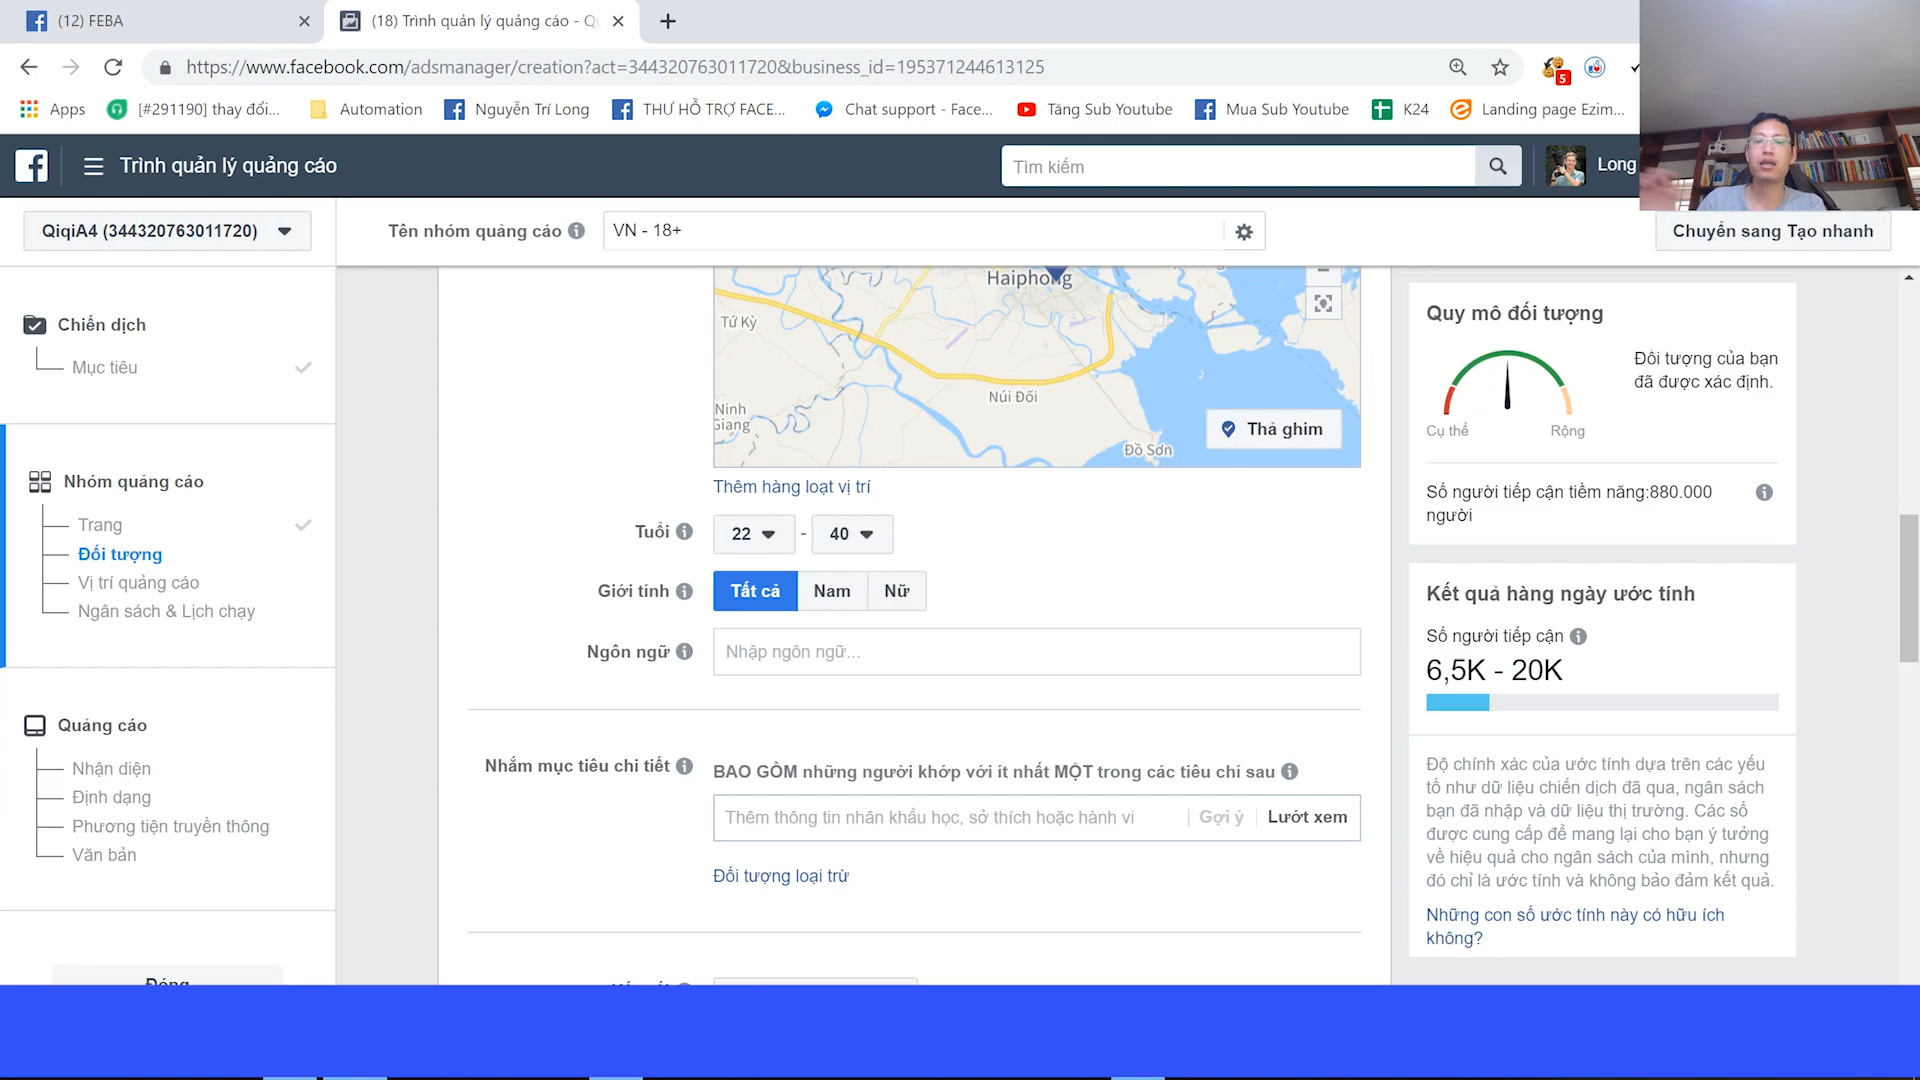 (12) FEBA
(18) Trình quản lý quảng cáo - Qu
https://www.facebook.com/adsmanager/creation?act=344320763011720&business_id=195371244613125
5
Apps
[#291190] thay đổi...
Automation
Nguyễn Trí Long
THƯ HỖ TRỢ FACE...
Chat support - Face...
Tăng Sub Youtube
Mua Sub Youtube
K24
Landing page Ezim...
Trình quản lý quảng cáo
Tìm kiếm
Long
QiqiA4 (344320763011720)
Tên nhóm quảng cáo
VN - 18+
Chuyển sang Tạo nhanh
Chiến dịch
Mục tiêu
Nhóm quảng cáo
Trang
Đối tượng
Vị trí quảng cáo
Ngân sách & Lịch chạy
Quảng cáo
Nhận diện
Định dạng
Phương tiện truyền thông
Văn bản
Đóng
Haiphong
Tứ Kỳ
Ninh
Giang
Núi Đối
Đồ Sơn
Thả ghim
Thêm hàng loạt vị trí
Tuổi
22 - 40
Giới tính
Tất cả
Nam
Nữ
Ngôn ngữ
Nhập ngôn ngữ...
Nhắm mục tiêu chi tiết
BAO GỒM những người khớp với ít nhất MỘT trong các tiêu chí sau
Thêm thông tin nhân khẩu học, sở thích hoặc hành vi
Gợi ý
Lướt xem
Đối tượng loại trừ
Quy mô đối tượng
Đối tượng của bạn
đã được xác định.
Cụ thể
Rộng
Số người tiếp cận tiềm năng:880.000
người
Kết quả hàng ngày ước tính
Số người tiếp cận
6,5K - 20K
Độ chính xác của ước tính dựa trên các yếu
tố như dữ liệu chiến dịch đã qua, ngân sách
bạn đã nhập và dữ liệu thị trường. Các số
được cung cấp để mang lại cho bạn ý tưởng
về hiệu quả cho ngân sách của mình, nhưng
đó chỉ là ước tính và không bảo đảm kết quả.
Những con số ước tính này có hữu ích
không?